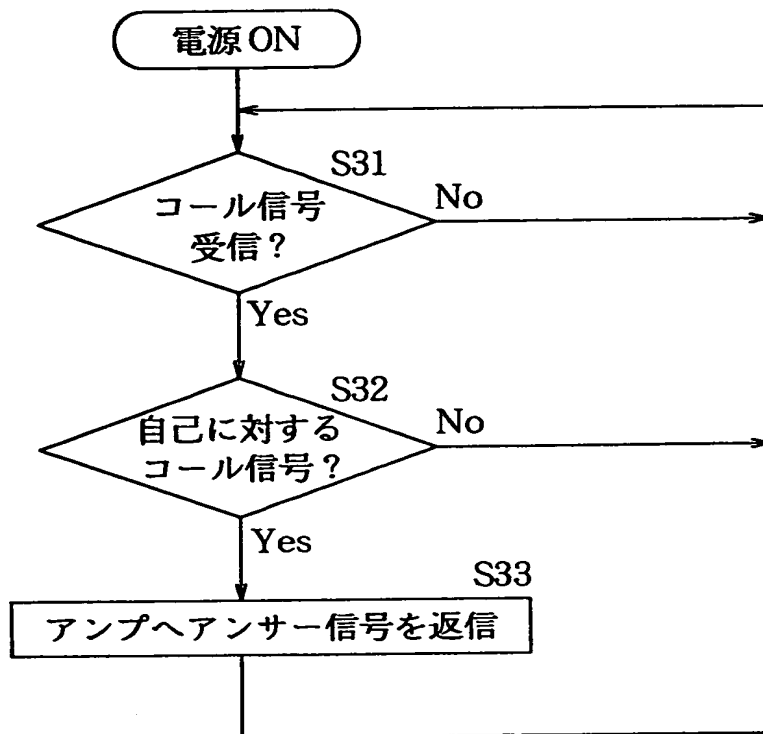 電源ON
S31
コール信号
受信?
No
Yes
S32
自己に対する
コール信号?
No
Yes
S33
アンプへアンサー信号を返信